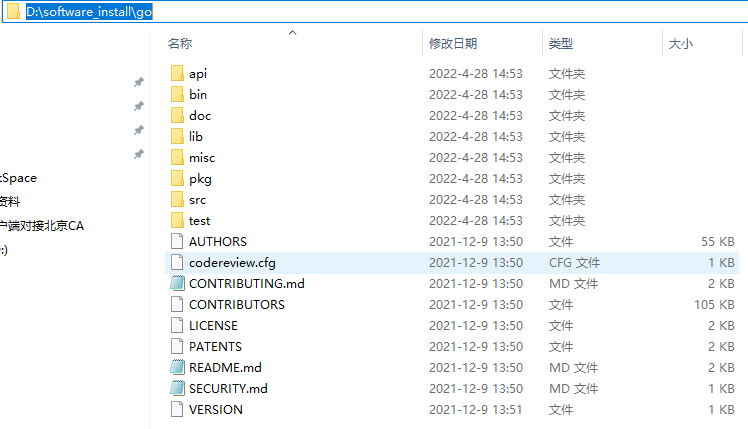 D:\software_install\go
名称 修改日期 类型 大小
api 2022-4-28 14:53 文件夹
bin 2022-4-28 14:53 文件夹
doc 2022-4-28 14:53 文件夹
lib 2022-4-28 14:53 文件夹
misc 2022-4-28 14:53 文件夹
pkg 2022-4-28 14:53 文件夹
Space
src 2022-4-28 14:53 文件夹
资料
test 2022-4-28 14:53 文件夹
户端对接北京CA
AUTHORS 2021-12-9 13:50 文件 55 KB
:)
codereview.cfg 2021-12-9 13:50 CFG 文件 1 KB
CONTRIBUTING.md 2021-12-9 13:50 MD 文件 2 KB
CONTRIBUTORS 2021-12-9 13:50 文件 105 KB
LICENSE 2021-12-9 13:50 文件 2 KB
PATENTS 2021-12-9 13:50 文件 2 KB
README.md 2021-12-9 13:50 MD 文件 2 KB
SECURITY.md 2021-12-9 13:50 MD 文件 1 KB
VERSION 2021-12-9 13:51 文件 1 KB